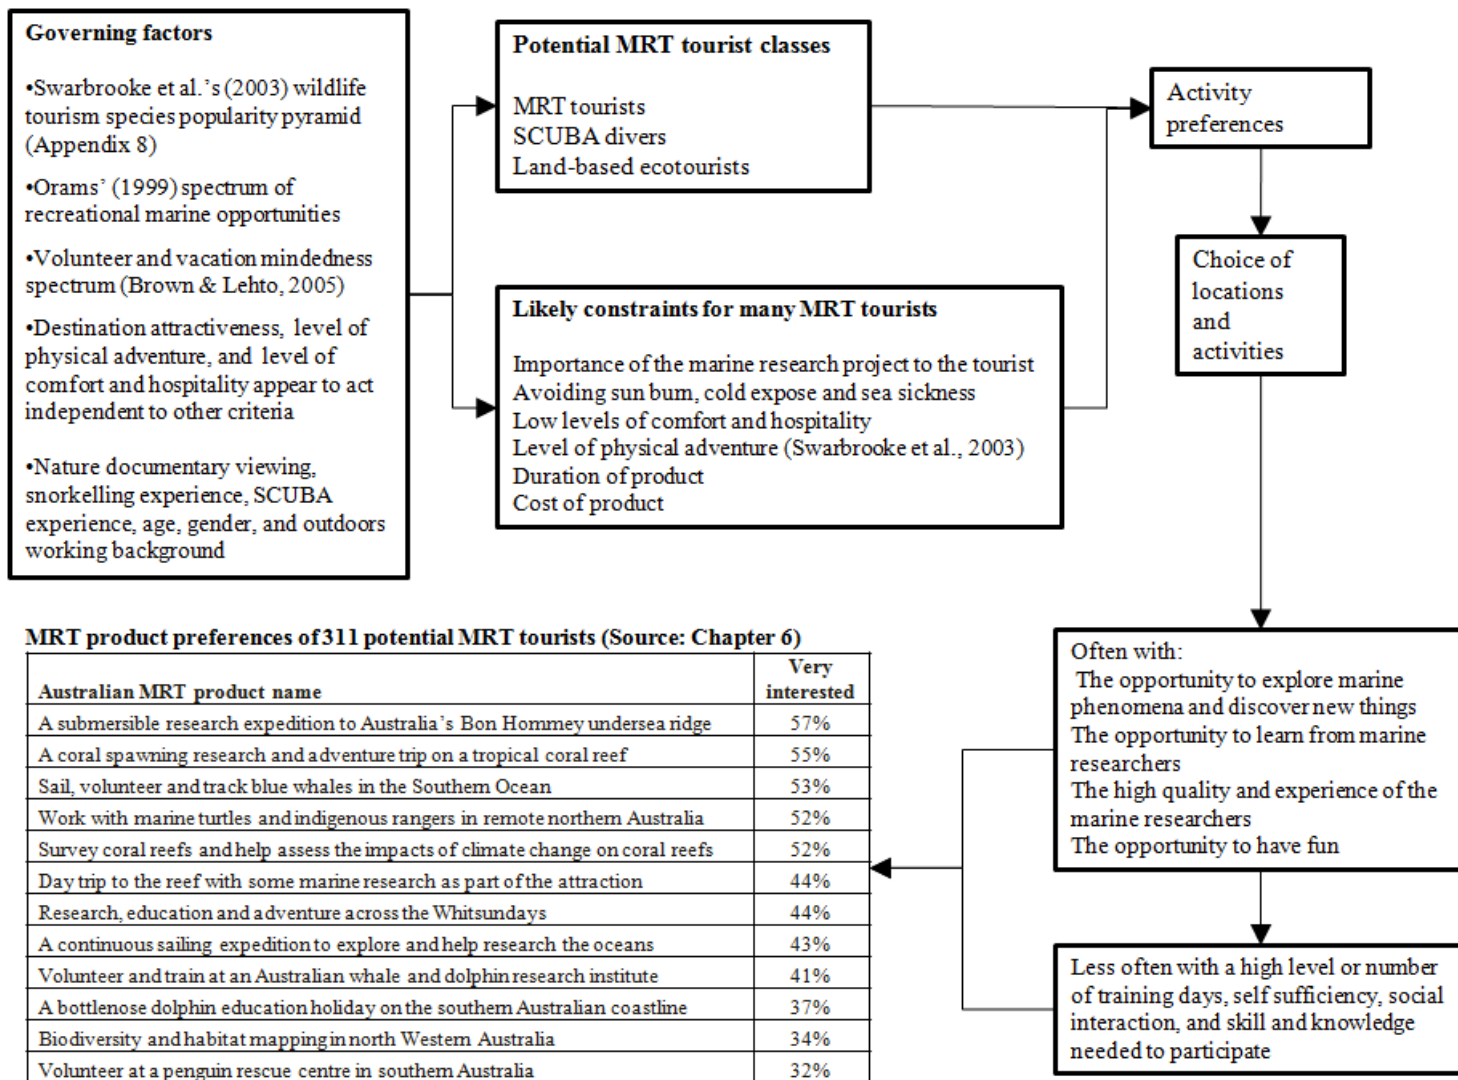 Governing factors
•Swarbrooke et al.’s (2003) wildlife
tourism species popularity pyramid
(Appendix 8)
•Orams’ (1999) spectrum of
recreational marine opportunities
•Volunteer and vacation mindedness
spectrum (Brown & Lehto, 2005)
•Destination attractiveness, level of
physical adventure, and level of
comfort and hospitality appear to act
independent to other criteria
•Nature documentary viewing,
snorkelling experience, SCUBA
experience, age, gender, and outdoors
working background
Potential MRT tourist classes
MRT tourists
SCUBA divers
Land-based ecotourists
Likely constraints for many MRT tourists
Importance of the marine research project to the tourist
Avoiding sun burn, cold expose and sea sickness
Low levels of comfort and hospitality
Level of physical adventure (Swarbrooke et al., 2003)
Duration of product
Cost of product
Activity
preferences
Choice of
locations
and
activities
Often with:
The opportunity to explore marine
phenomena and discover new things
The opportunity to learn from marine
researchers
The high quality and experience of the
marine researchers
The opportunity to have fun
Less often with a high level or number
of training days, self sufficiency, social
interaction, and skill and knowledge
needed to participate
MRT product preferences of 311 potential MRT tourists (Source: Chapter 6)
Australian MRT product name Very interested
A submersible research expedition to Australia’s Bon Hommey undersea ridge 57%
A coral spawning research and adventure trip on a tropical coral reef 55%
Sail, volunteer and track blue whales in the Southern Ocean 53%
Work with marine turtles and indigenous rangers in remote northern Australia 52%
Survey coral reefs and help assess the impacts of climate change on coral reefs 52%
Day trip to the reef with some marine research as part of the attraction 44%
Research, education and adventure across the Whitsundays 44%
A continuous sailing expedition to explore and help research the oceans 43%
Volunteer and train at an Australian whale and dolphin research institute 41%
A bottlenose dolphin education holiday on the southern Australian coastline 37%
Biodiversity and habitat mapping in north Western Australia 34%
Volunteer at a penguin rescue centre in southern Australia 32%